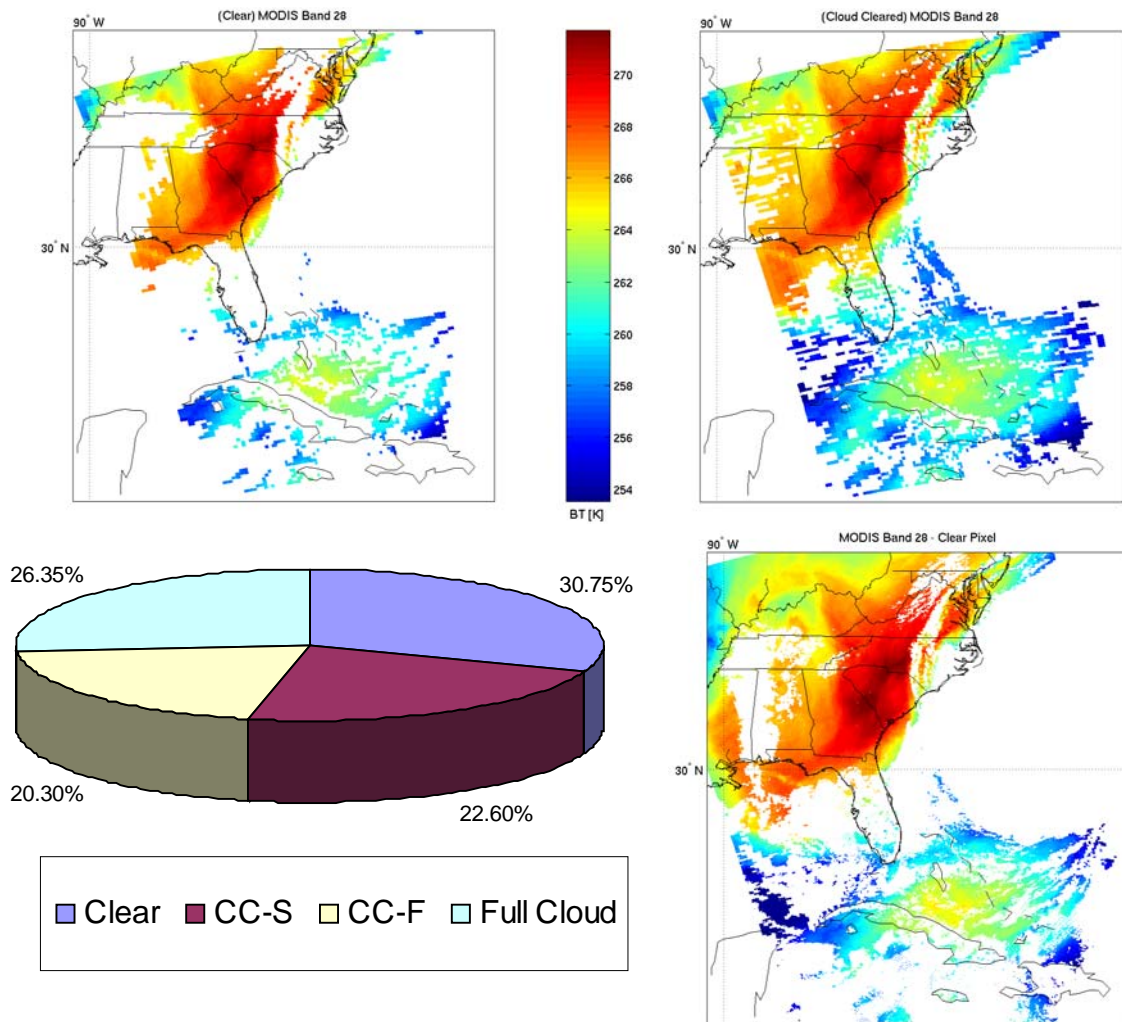 (Clear) MODIS Band 28
90° W
30° N
270
268
266
264
262
260
258
256
254
BT [K]
(Cloud Cleared) MODIS Band 28
90° W
30° N
26.35%
30.75%
20.30%
22.60%
Clear CC-S CC-F Full Cloud
MODIS Band 28 - Clear Pixel
90° W
30° N